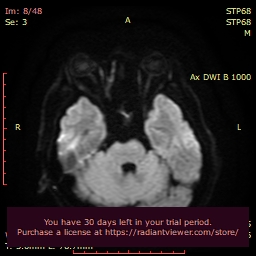 Im: 8/48
Se: 3
A
STP68
STP68
M
Ax DWI B 1000
R
L
You have 30 days left in your trial period.
Purchase a license at https://radiantviewer.com/store/